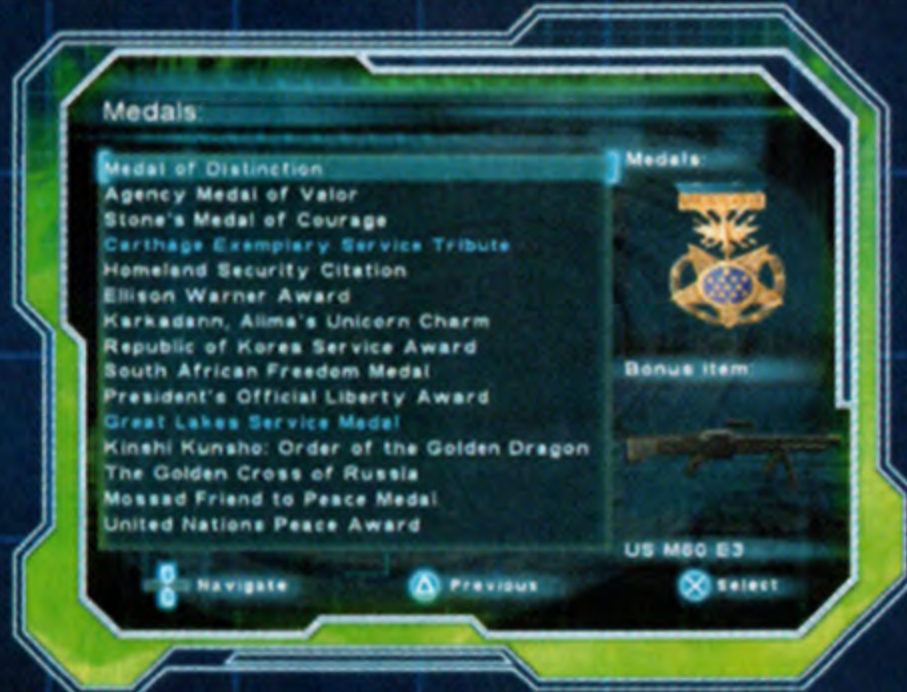 Medals:
Medal of Distinction
Agency Medal of Valor
Stone's Medal of Courage
Carthage Exemplary Service Tribute
Homeland Security Citation
Ellison Warner Award
Karkadann, Alima's Unicorn Charm
Republic of Korea Service Award
South African Freedom Medal
President's Official Liberty Award
Great Lakes Service Medal
Kinshi Kunsho: Order of the Golden Dragon
The Golden Cross of Russia
Mossad Friend to Peace Medal
United Nations Peace Award
Medals:
Bonus Item:
US M60 E3
Navigate
Previous
Select